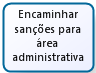 Encaminhar
sanções para
área
administrativa